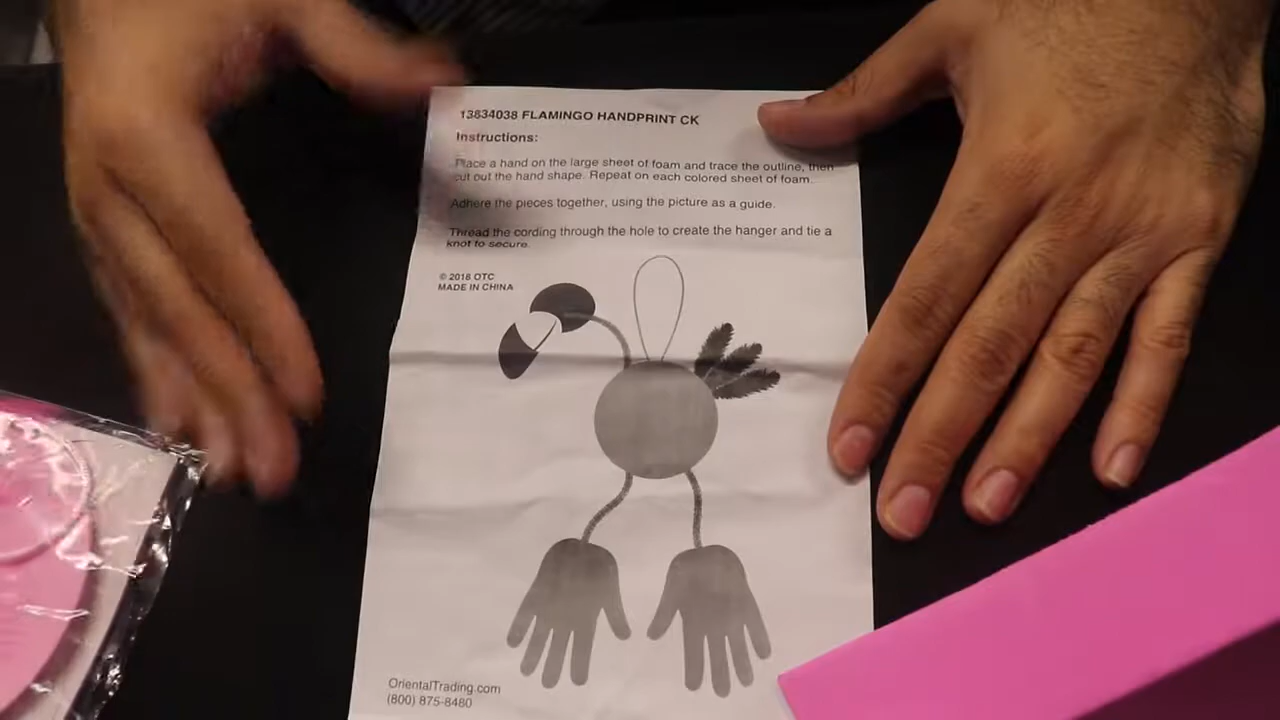 13834038 FLAMINGO HANDPRINT CK
Instructions:
Place a hand on the large sheet of foam and trace the outline, then
cut out the hand shape. Repeat on each colored sheet of foam.
Adhere the pieces together, using the picture as a guide.
Thread the cording through the hole to create the hanger and tie a
knot to secure.
© 2018 OTC
MADE IN CHINA
OrientalTrading.com
(800) 875-8480